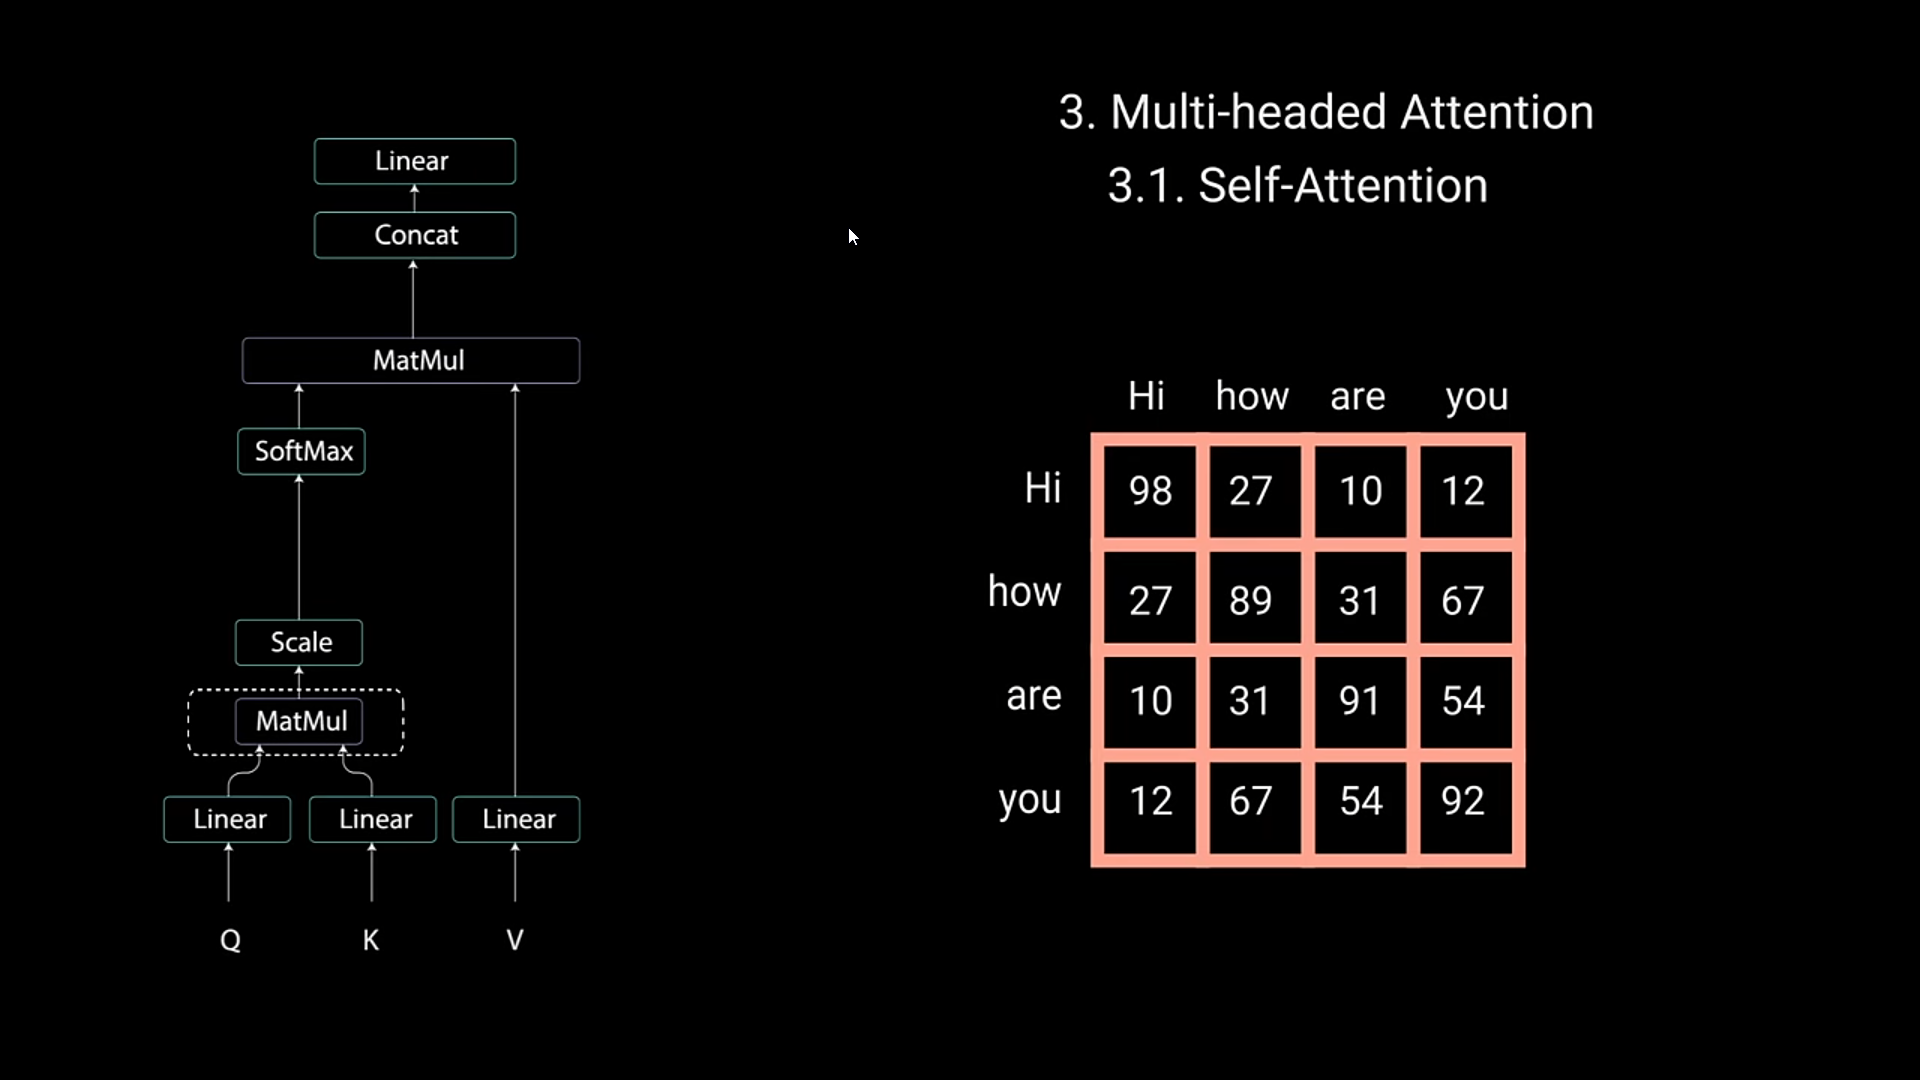 3. Multi-headed Attention
3.1. Self-Attention
Linear
Concat
MatMul
SoftMax
Scale
MatMul
Linear Linear Linear
Q K V
Hi how are you
Hi 98 27 10 12
how 27 89 31 67
are 10 31 91 54
you 12 67 54 92